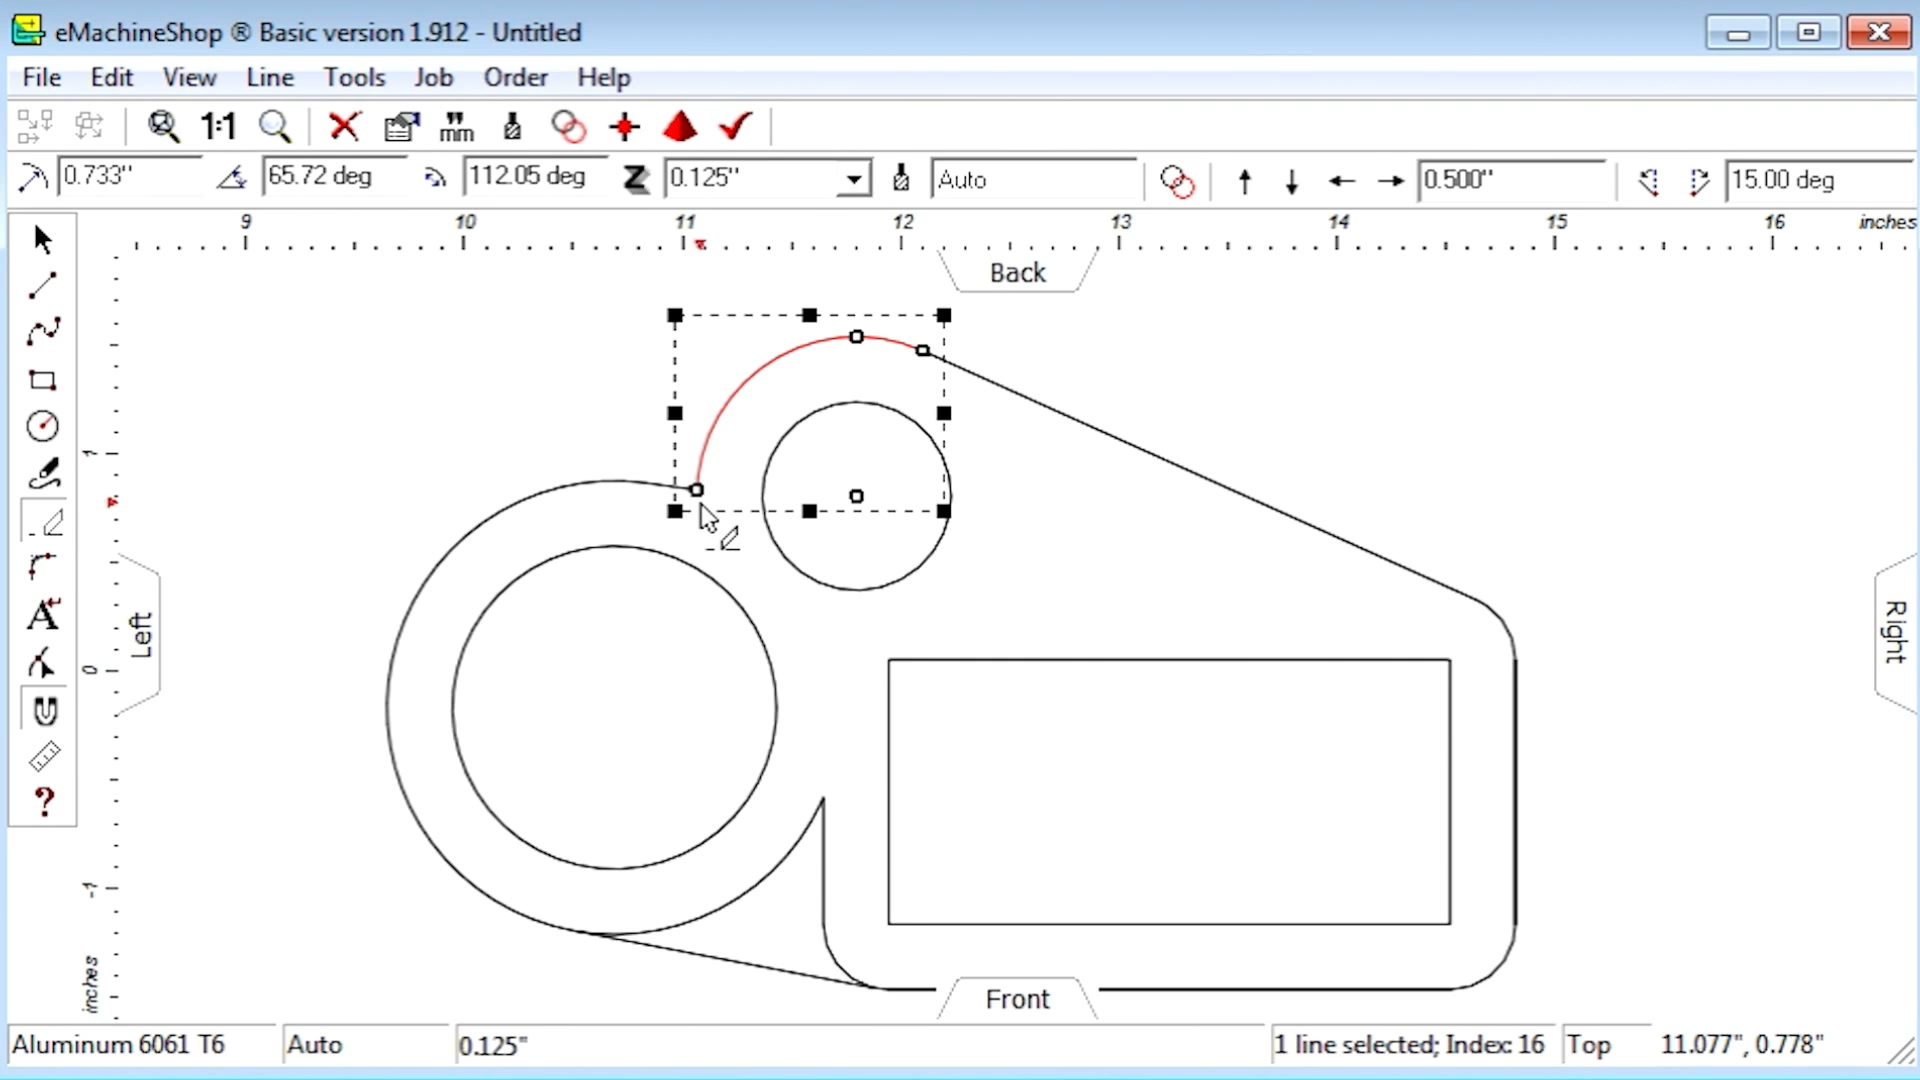 eMachineShop ® Basic version 1.912 - Untitled
File Edit View Line Tools Job Order Help
1:1 mm
0.733" 65.72 deg 112.05 deg Z 0.125" Auto 0.500" 15.00 deg
9 10 11 12 13 14 15 16 inches
Back
1
Left
Right
A
0
?
-1
inches
Front
Aluminum 6061 T6 Auto 0.125" 1 line selected; Index: 16 Top 11.077", 0.778"